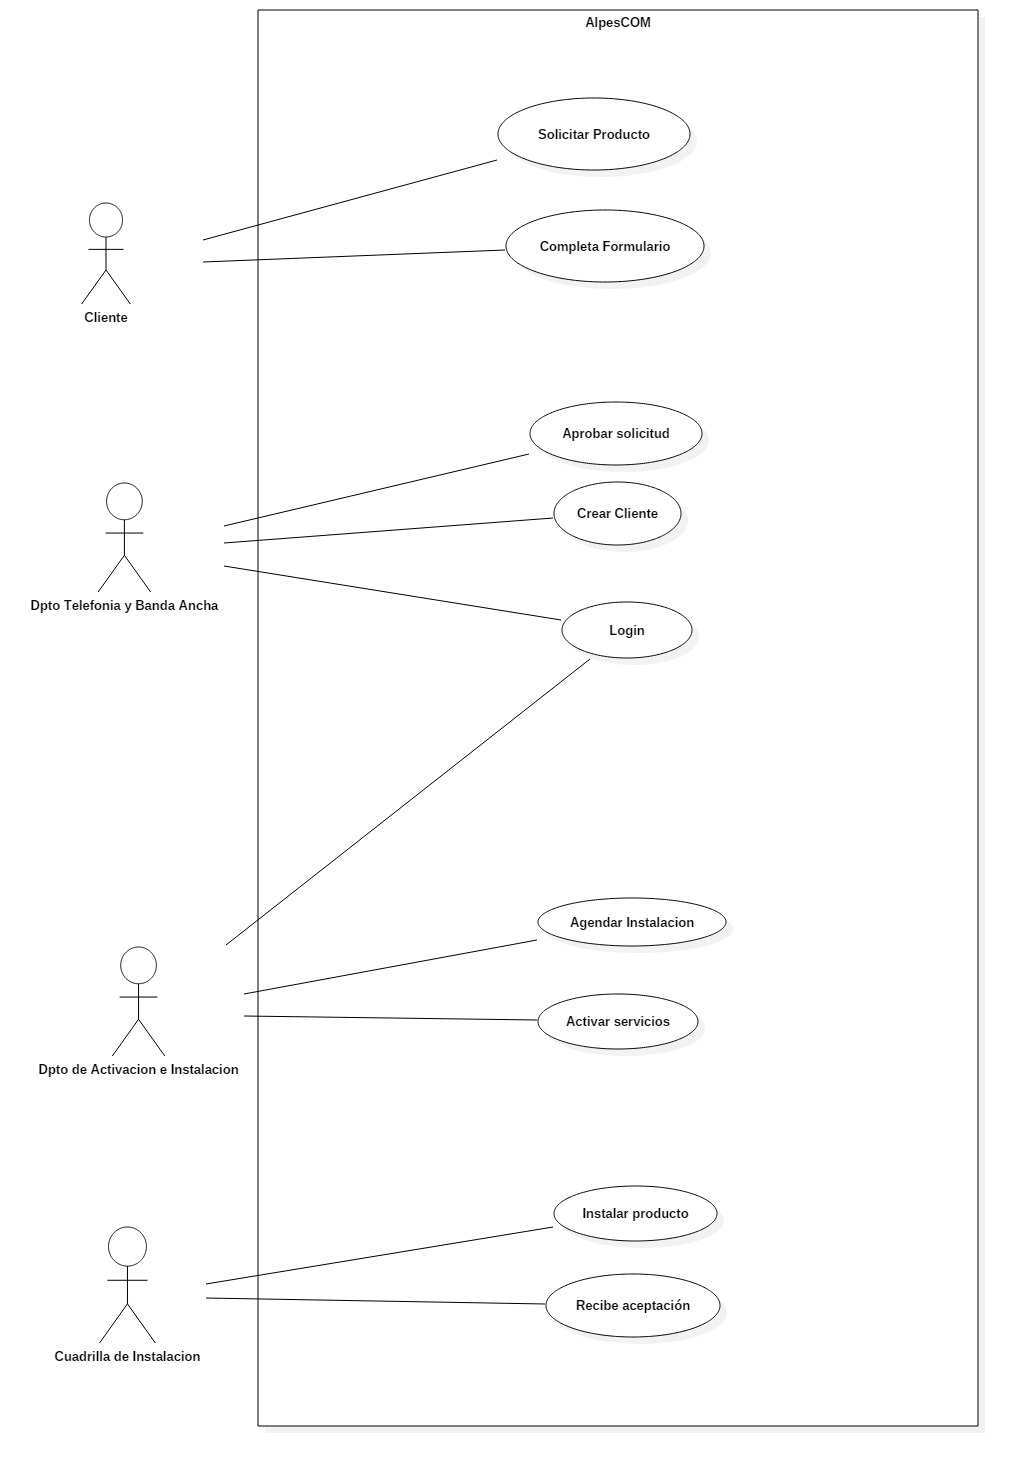 AlpesCOM
Solicitar Producto
Completa Formulario
Cliente
Aprobar solicitud
Crear Cliente
Dpto Telefonia y Banda Ancha
Login
Agendar Instalacion
Activar servicios
Dpto de Activacion e Instalacion
Instalar producto
Recibe aceptación
Cuadrilla de Instalacion